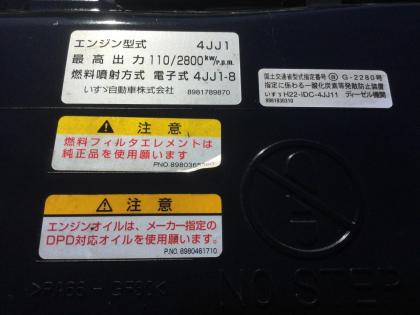 エンジン型式 4JJ1
最高出力 110/2800 kW/r.p.m.
燃料噴射方式 電子式 4JJ1-8
いすゞ自動車株式会社 8981789870
国土交通省型式指定番号 ⓐ G-2280号
指定に係わる一酸化炭素等発散防止装置
いすゞH22-IDC-4JJ11 ディーゼル機関
8981830310
注意
燃料フィルタエレメントは
純正品を使用願います
注意
エンジンオイルは、メーカー指定の
DPD対応オイルを使用願います。
P.NO. 8980461710
NO STEP